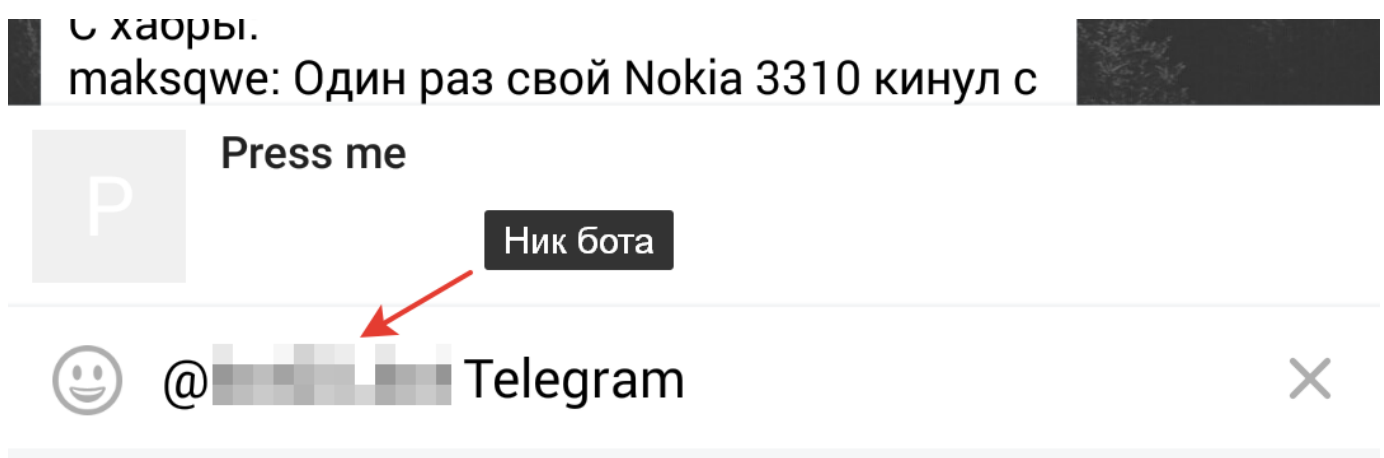 С хабры.
maksqwe: Один раз свой Nokia 3310 кинул с
P
Press me
Ник бота
@ Telegram